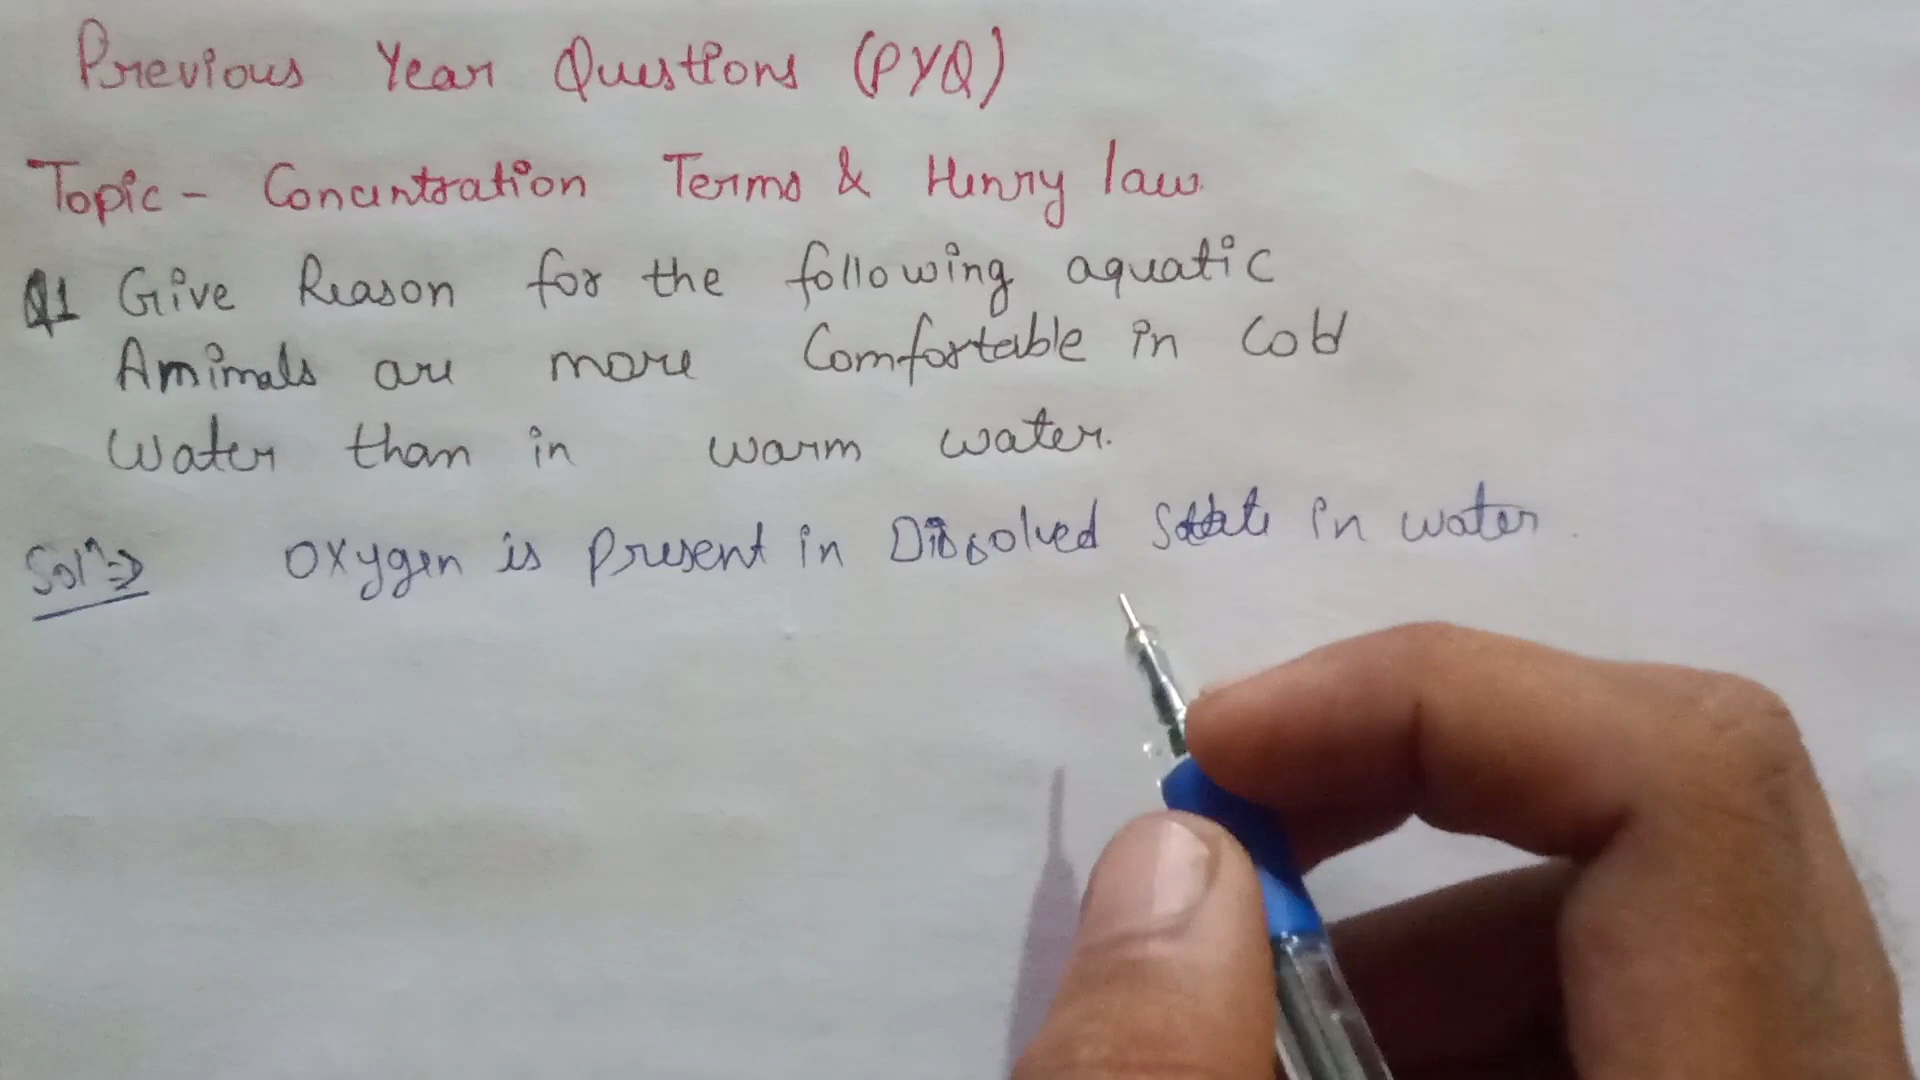 Previous Year Questions (PYQ)
Topic - Concentration Terms & Henry law.
Q1 Give Reason for the following aquatic
Amimals are more Comfortable in Cold
Water than in warm water.
Solⁿ⇒ Oxygen is Present in Dissolved State in water.